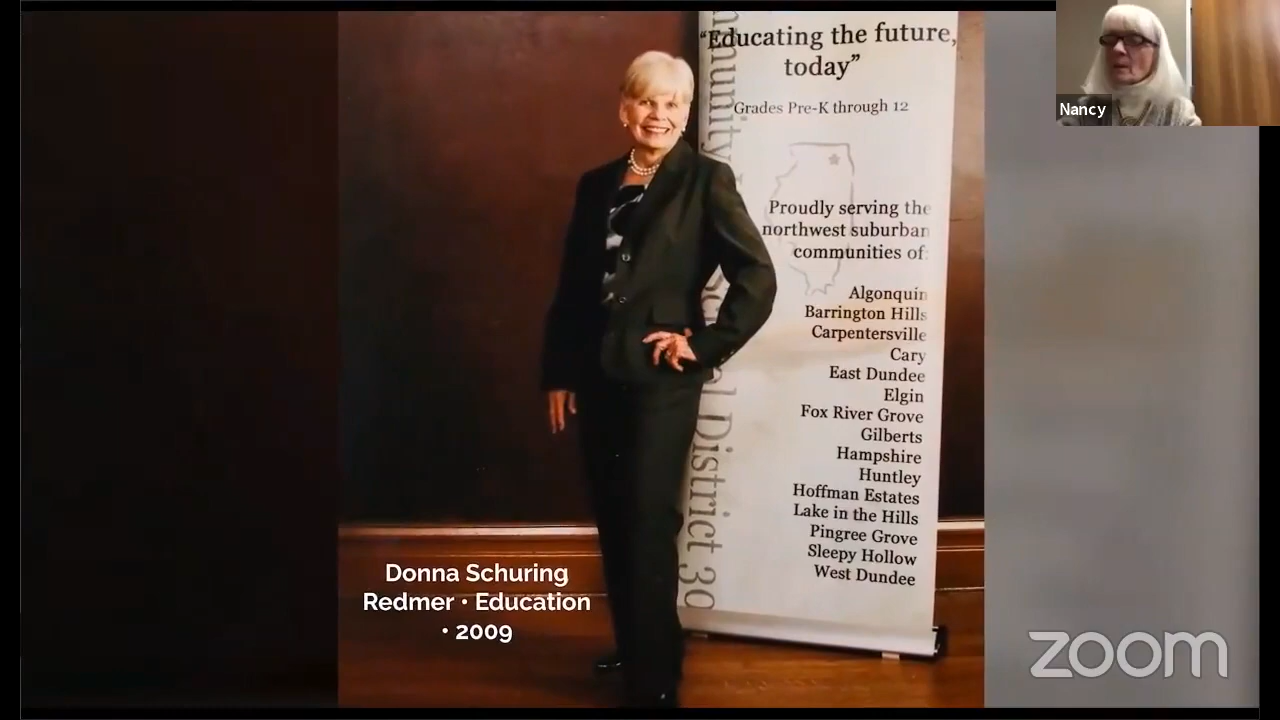 "Educating the future,
today"
Grades Pre-K through 12
Proudly serving the
northwest suburban
communities of:
Algonquin
Barrington Hills
Carpentersville
Cary
East Dundee
Elgin
Fox River Grove
Gilberts
Hampshire
Huntley
Hoffman Estates
Lake in the Hills
Pingree Grove
Sleepy Hollow
West Dundee
District 30
Donna Schuring
Redmer • Education
• 2009
Nancy
zoom